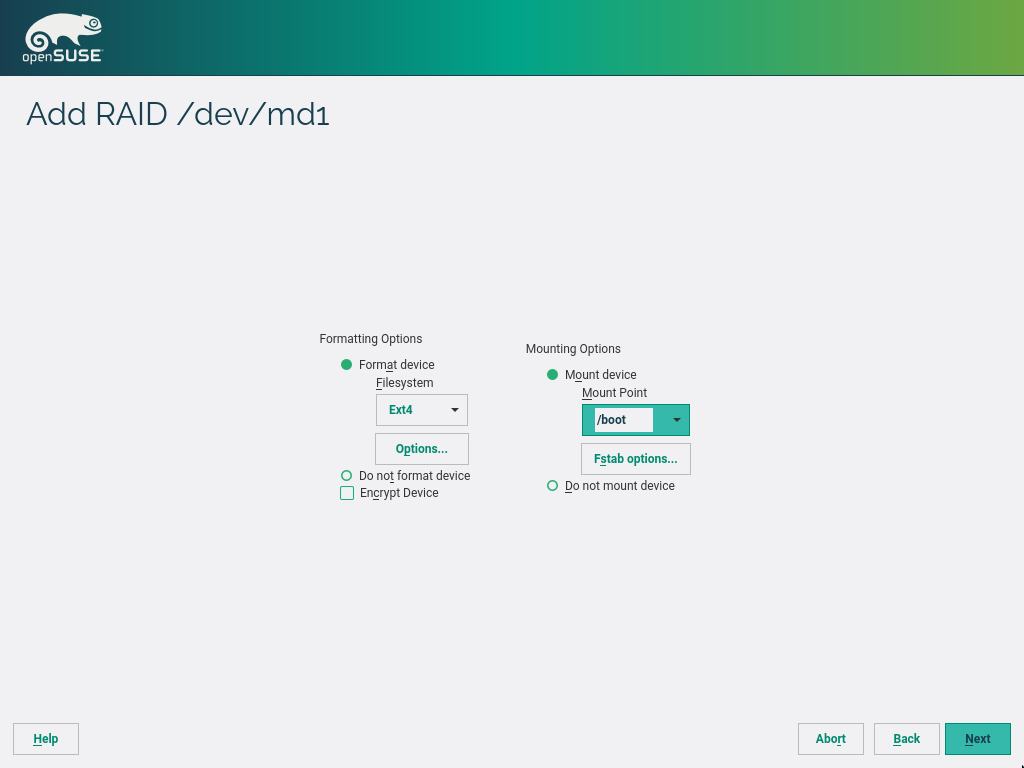 openSUSE
Add RAID /dev/md1
Formatting Options
Format device
Filesystem
Ext4
Options...
Do not format device
Encrypt Device
Mounting Options
Mount device
Mount Point
/boot
Fstab options...
Do not mount device
Help
Abort
Back
Next